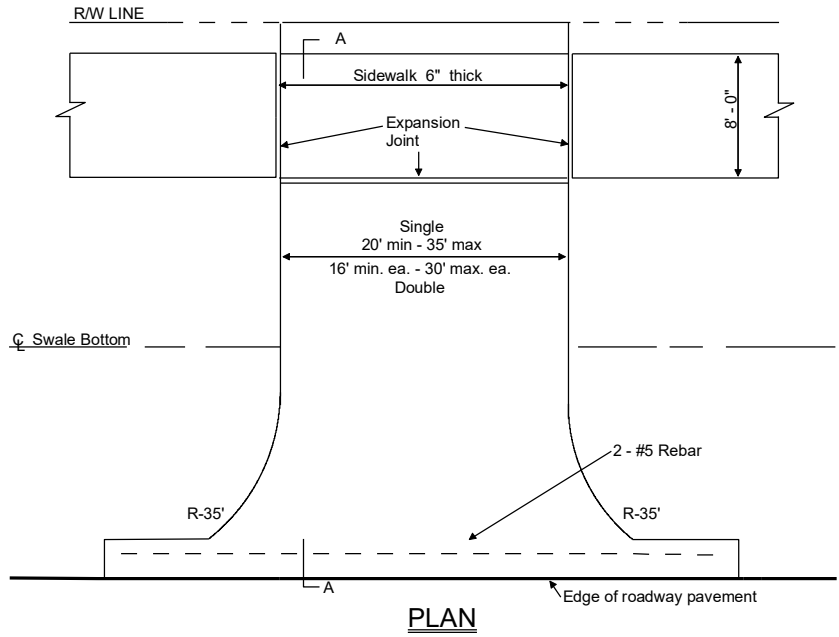 R/W LINE
A
Sidewalk 6" thick
8' - 0"
Expansion
Joint
Single
20' min - 35' max
16' min. ea. - 30' max. ea.
Double
℄ Swale Bottom
2 - #5 Rebar
R-35'
R-35'
A
Edge of roadway pavement
PLAN